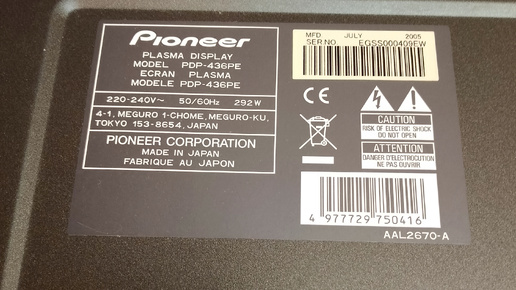 Pioneer
PLASMA DISPLAY
MODEL PDP-436PE
ECRAN PLASMA
MODELE PDP-436PE
220-240V~ 50/60Hz 292W
4-1, MEGURO 1-CHOME, MEGURO-KU,
TOKYO 153-8654, JAPAN
PIONEER CORPORATION
MADE IN JAPAN
FABRIQUE AU JAPON
MFD JULY 2005
SER.NO. EGSS000409EW
CE
CAUTION
RISK OF ELECTRIC SHOCK
DO NOT OPEN
ATTENTION
DANGER D'ELECTROCUTION
NE PAS OUVRIR
4 977729 750416
AAL2670-A